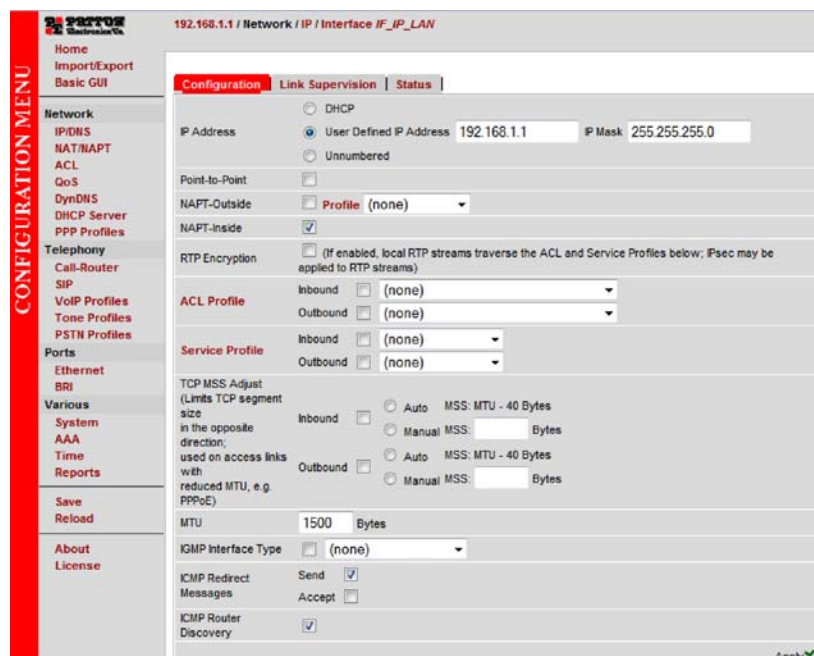 PATTON
Electronics Co.
192.168.1.1 / Network / IP / Interface IF_IP_LAN
CONFIGURATION MENU
Home
Import/Export
Basic GUI
Network
IP/DNS
NAT/NAPT
ACL
QoS
DynDNS
DHCP Server
PPP Profiles
Telephony
Call-Router
SIP
VoIP Profiles
Tone Profiles
PSTN Profiles
Ports
Ethernet
BRI
Various
System
AAA
Time
Reports
Save
Reload
About
License
Configuration | Link Supervision | Status |
IP Address
DHCP
User Defined IP Address 192.168.1.1 IP Mask 255.255.255.0
Unnumbered
Point-to-Point
NAPT-Outside Profile (none)
NAPT-Inside
RTP Encryption (If enabled, local RTP streams traverse the ACL and Service Profiles below; IPsec may be
applied to RTP streams)
ACL Profile
Inbound (none)
Outbound (none)
Service Profile
Inbound (none)
Outbound (none)
TCP MSS Adjust
(Limits TCP segment
size
in the opposite
direction;
used on access links
with
reduced MTU, e.g.
PPPoE)
Inbound
Auto MSS: MTU - 40 Bytes
Manual MSS: Bytes
Outbound
Auto MSS: MTU - 40 Bytes
Manual MSS: Bytes
MTU 1500 Bytes
IGMP Interface Type (none)
ICMP Redirect
Messages
Send
Accept
ICMP Router
Discovery
Apply